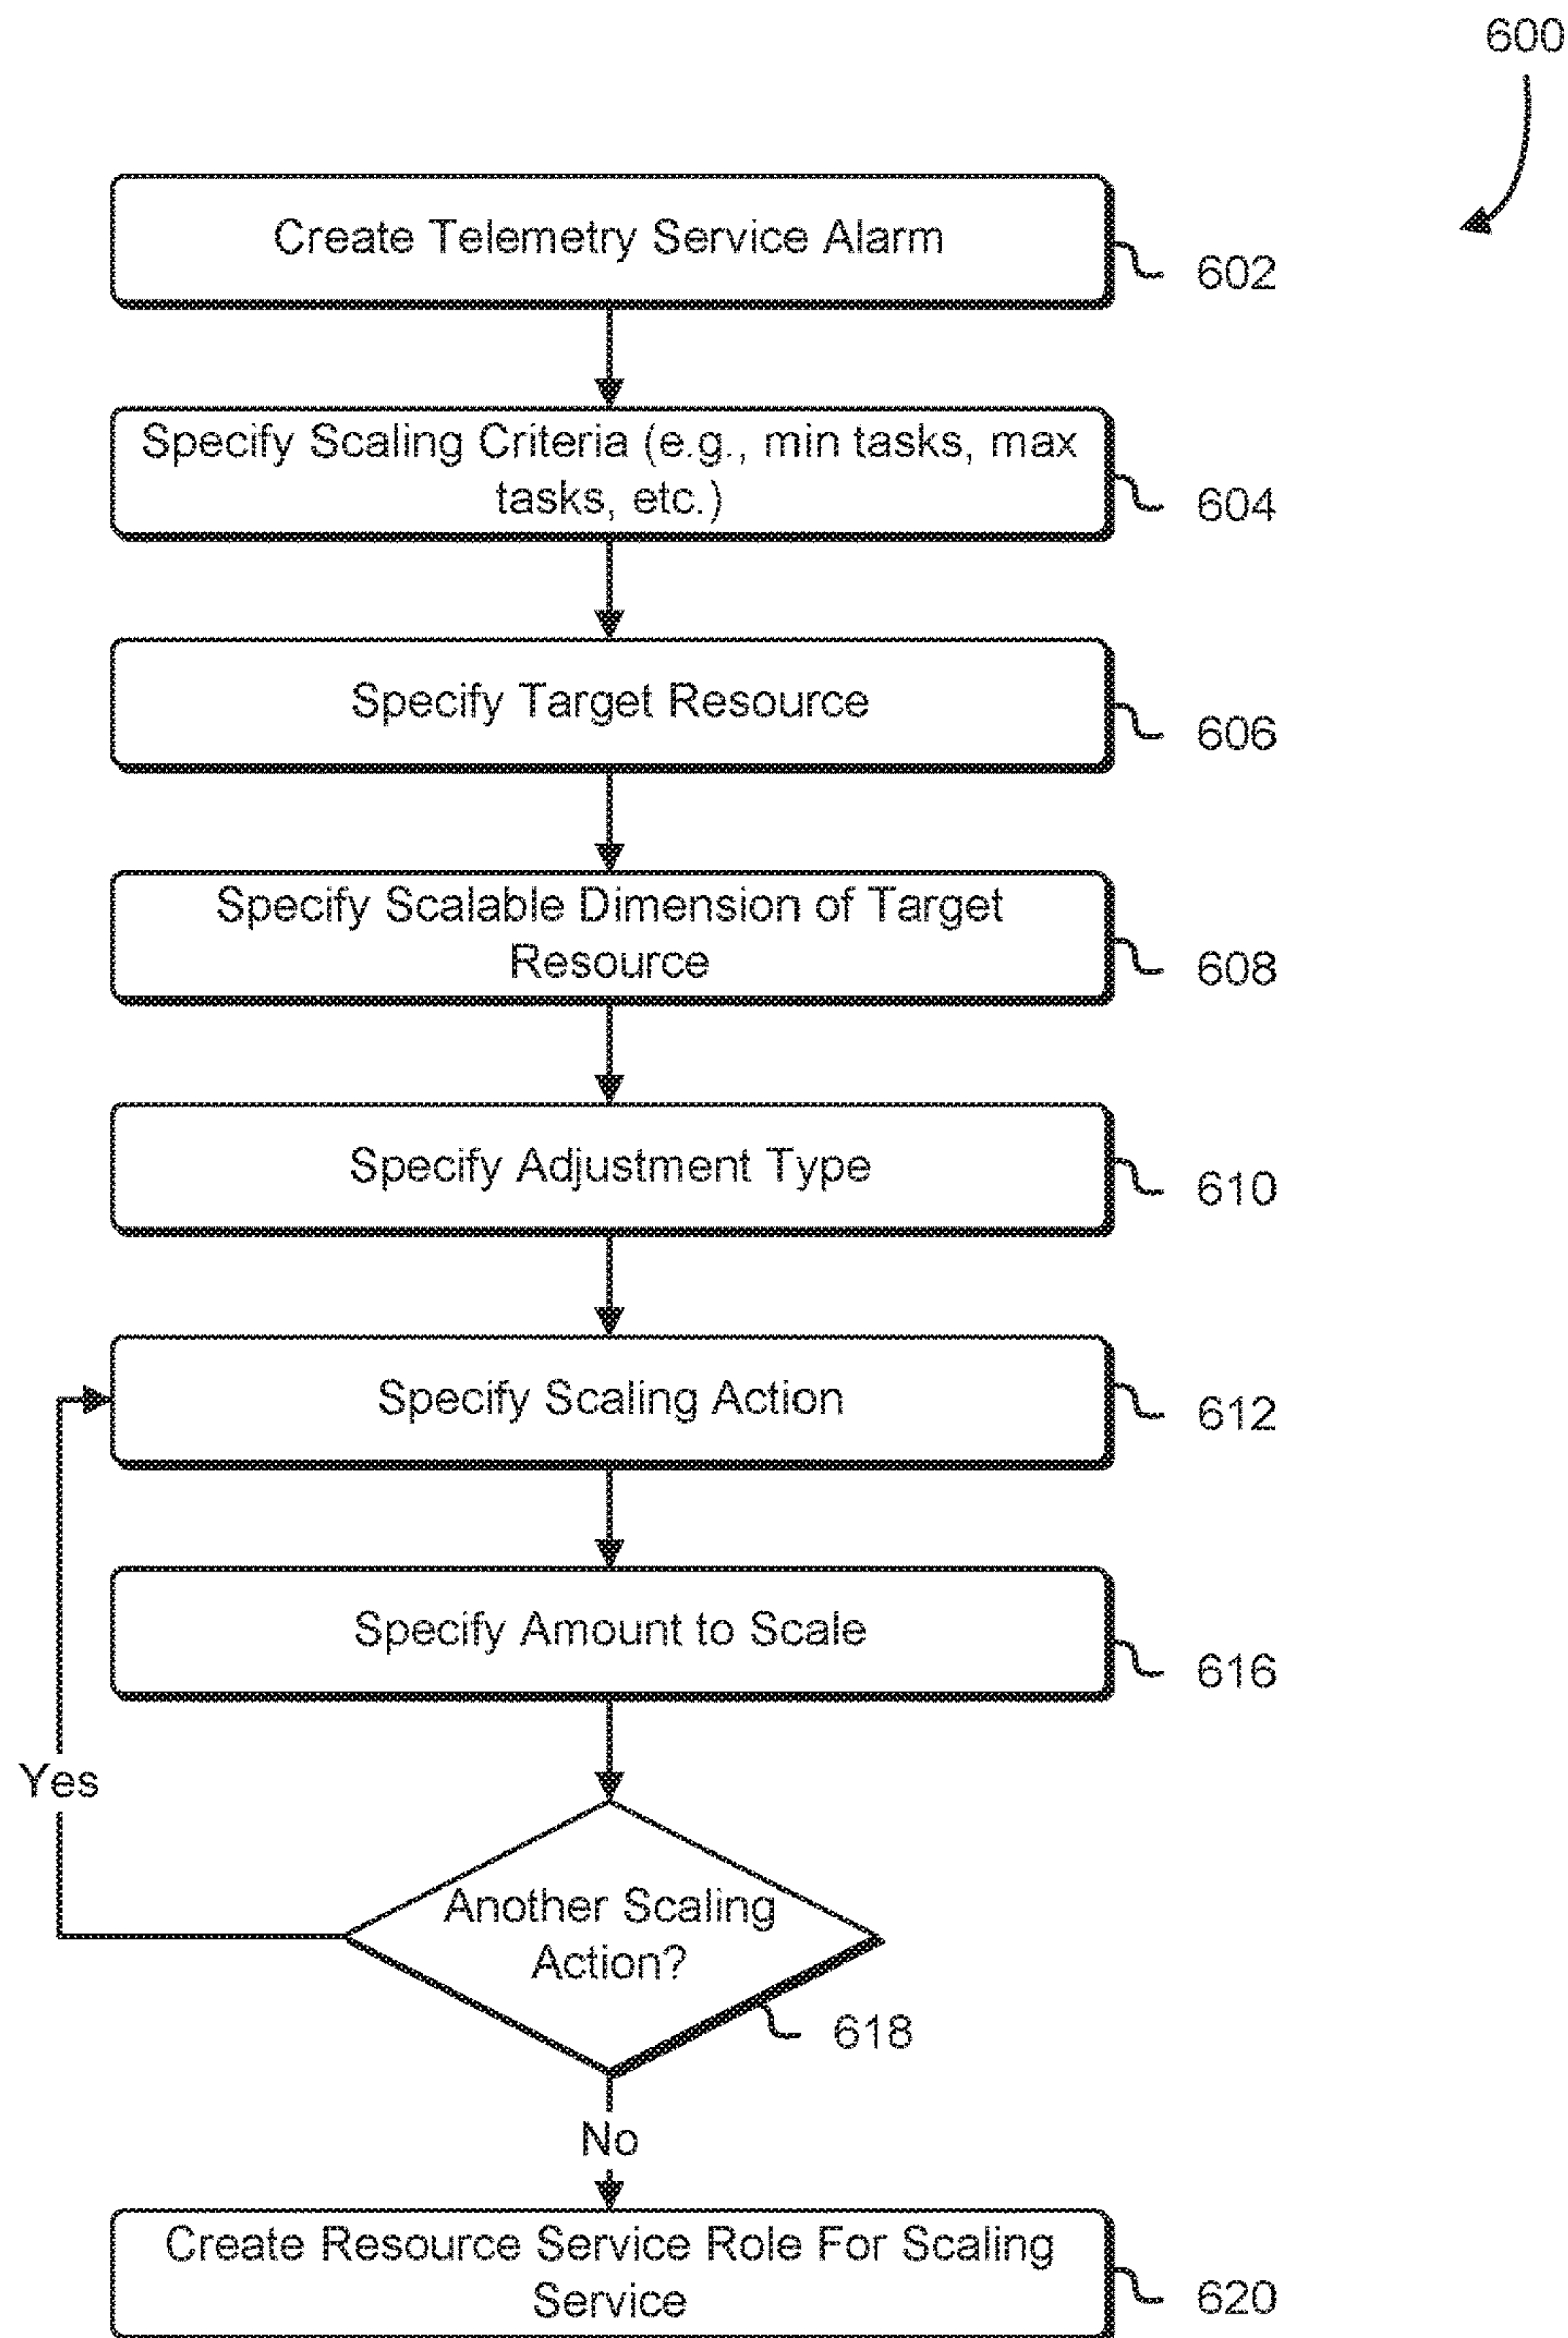 600
Create Telemetry Service Alarm
602
Specify Scaling Criteria (e.g., min tasks, max
tasks, etc.)
604
Specify Target Resource
606
Specify Scalable Dimension of Target
Resource
608
Specify Adjustment Type
610
Specify Scaling Action
612
Specify Amount to Scale
616
Yes
Another Scaling
Action?
618
No
Create Resource Service Role For Scaling
Service
620